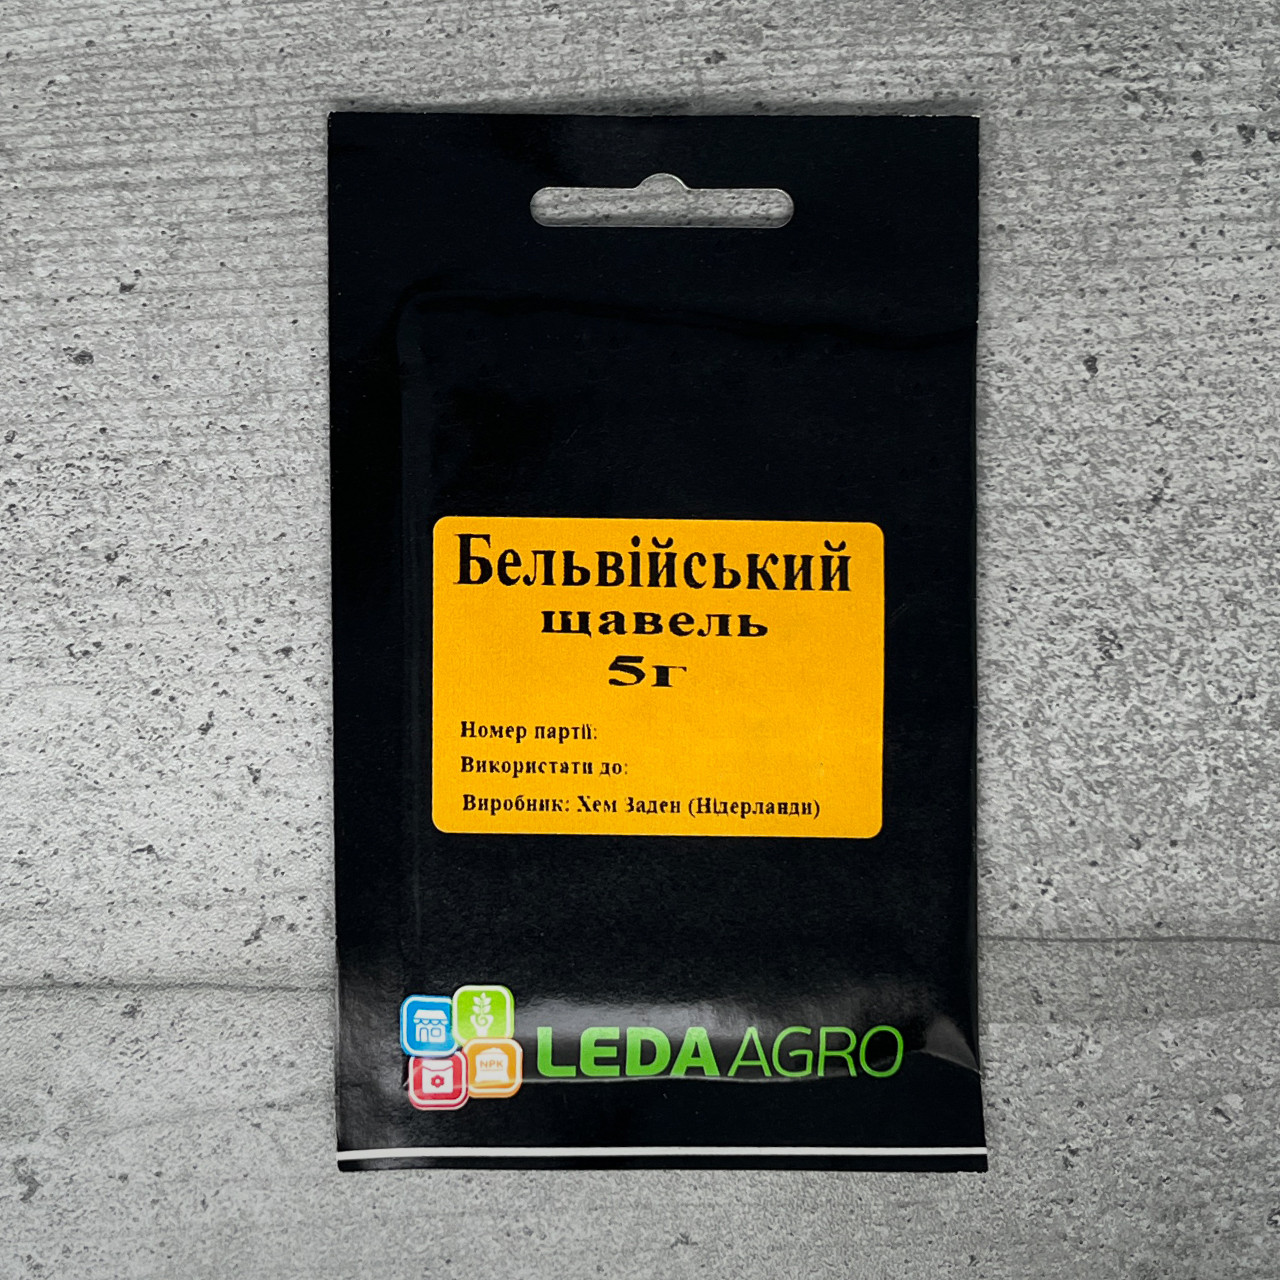 Бельвійський
щавель
5г
Номер партії:
Використати до:
Виробник: Хем Заден (Нідерланди)
NPK
LEDA AGRO